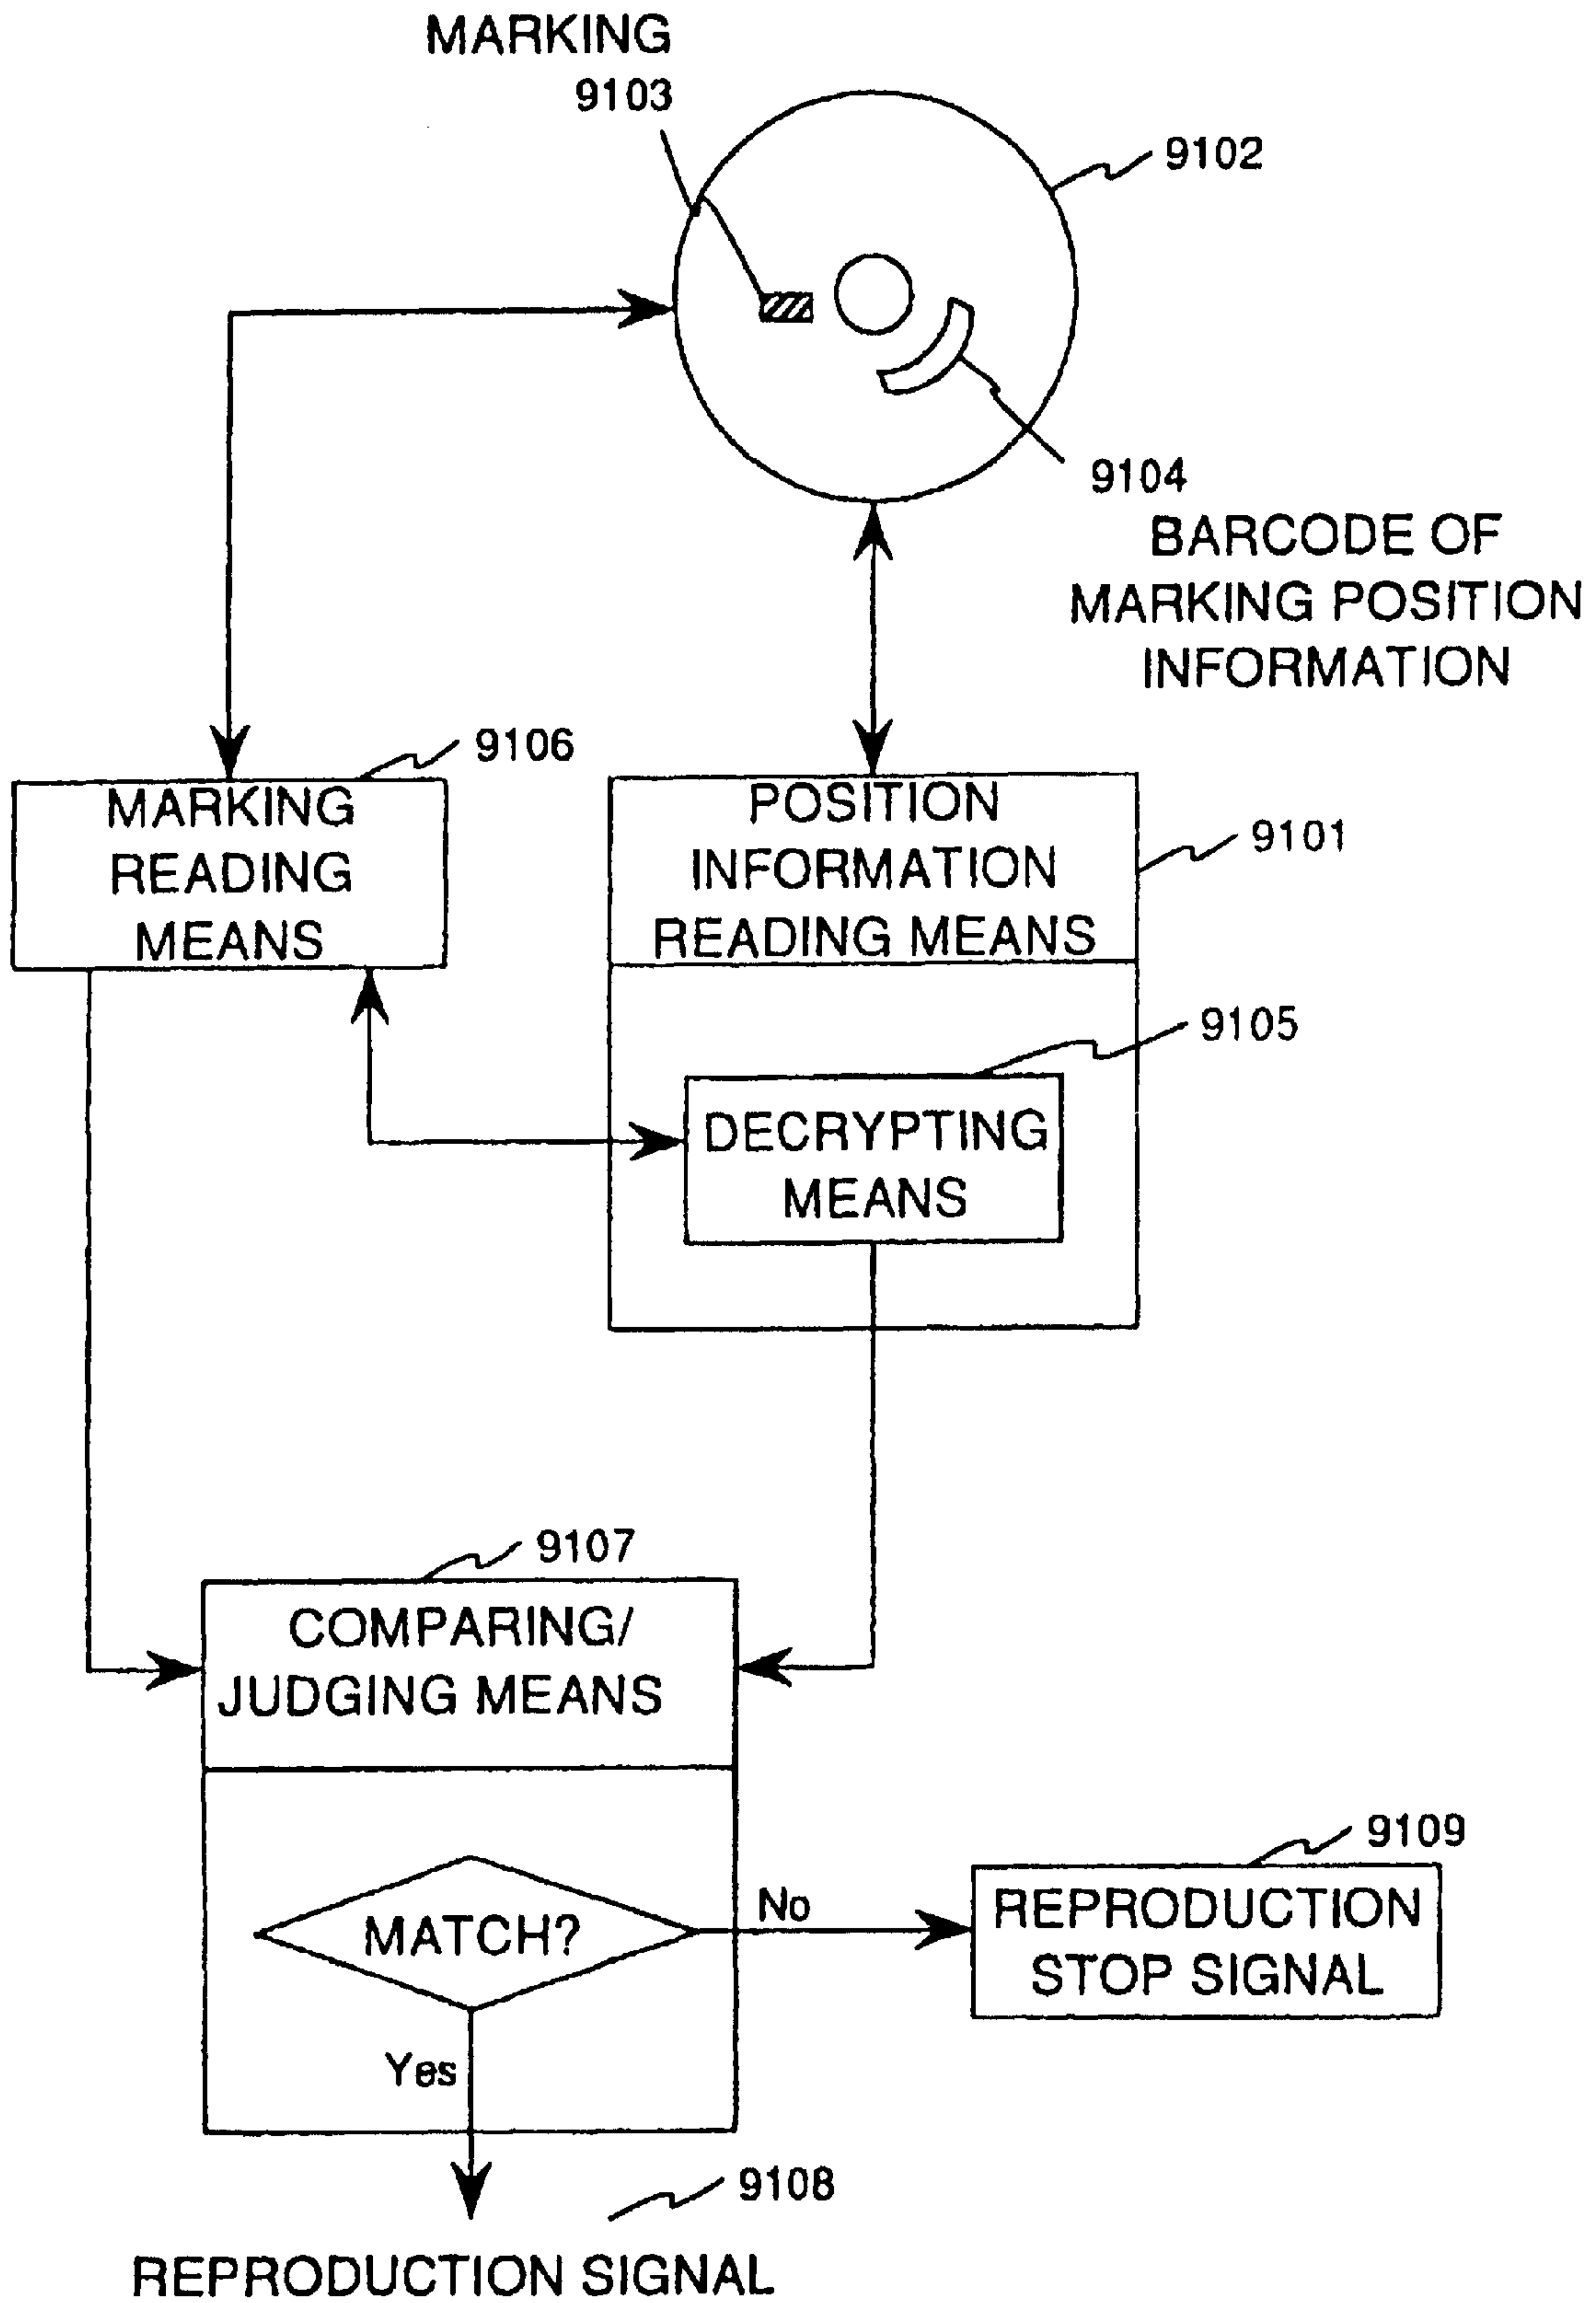 MARKING
9103
9102
9104
BARCODE OF
MARKING POSITION
INFORMATION
9106
MARKING
READING
MEANS
POSITION
INFORMATION
READING MEANS
9101
9105
DECRYPTING
MEANS
9107
COMPARING/
JUDGING MEANS
MATCH?
No
Yes
9109
REPRODUCTION
STOP SIGNAL
9108
REPRODUCTION SIGNAL